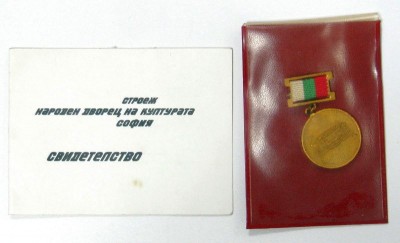 строеж
народен дворец на културата
софия
свидетелство